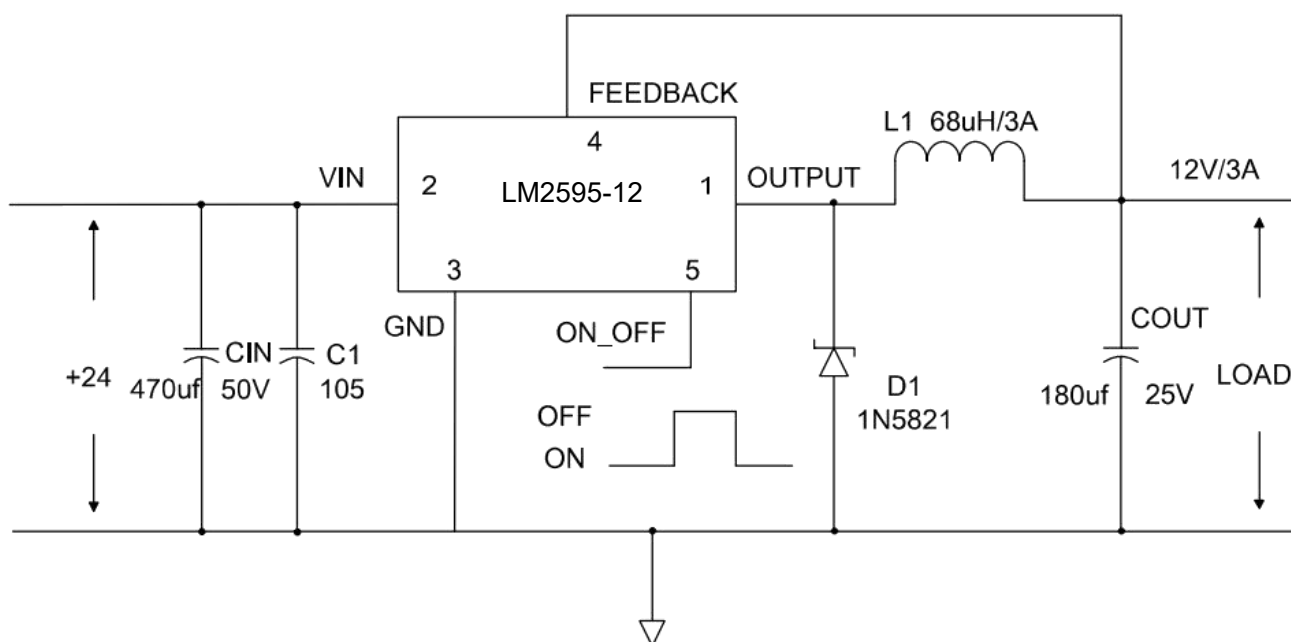 FEEDBACK
4
L1 68uH/3A
VIN
2
LM2595-12
1
OUTPUT
12V/3A
3
5
GND
ON_OFF
COUT
CIN
C1
+24
470uf 50V
105
D1
180uf
25V
LOAD
OFF
1N5821
ON